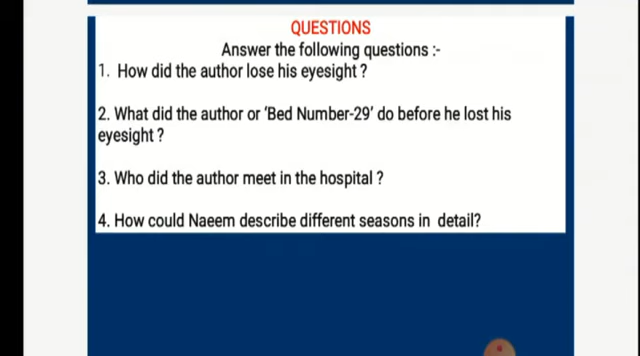 QUESTIONS
Answer the following questions :-
1. How did the author lose his eyesight ?
2. What did the author or ‘Bed Number-29’ do before he lost his
eyesight ?
3. Who did the author meet in the hospital ?
4. How could Naeem describe different seasons in detail?